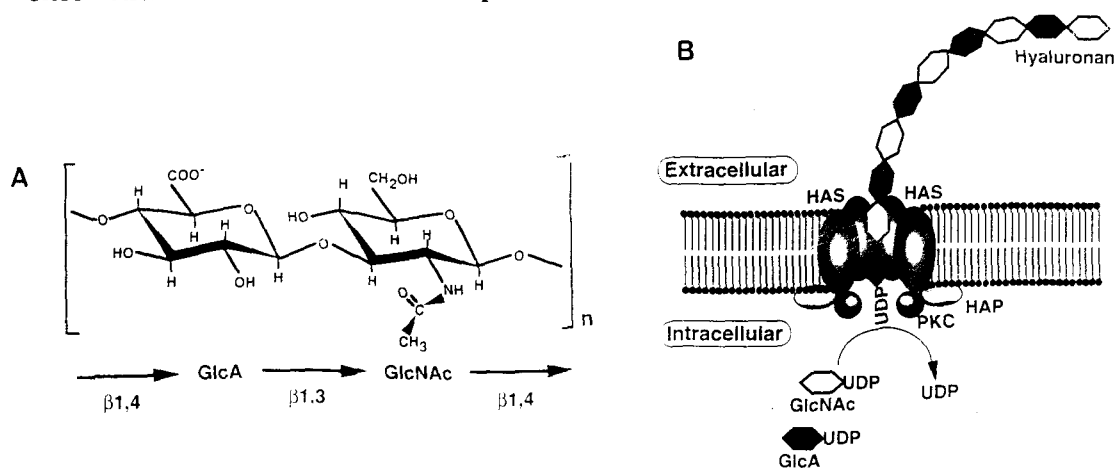 A
COO⁻
H
H
O
O
H
H
HO
H
OH
H
O
CH₂OH
H
HO
O
H
H
H
NH
O
C
CH₃
O
n
GlcA
GlcNAc
β1,4
β1.3
β1,4
B
Hyaluronan
Extracellular
HAS
HAS
UDP
PKC
HAP
Intracellular
UDP
GlcNAc
UDP
UDP
GlcA